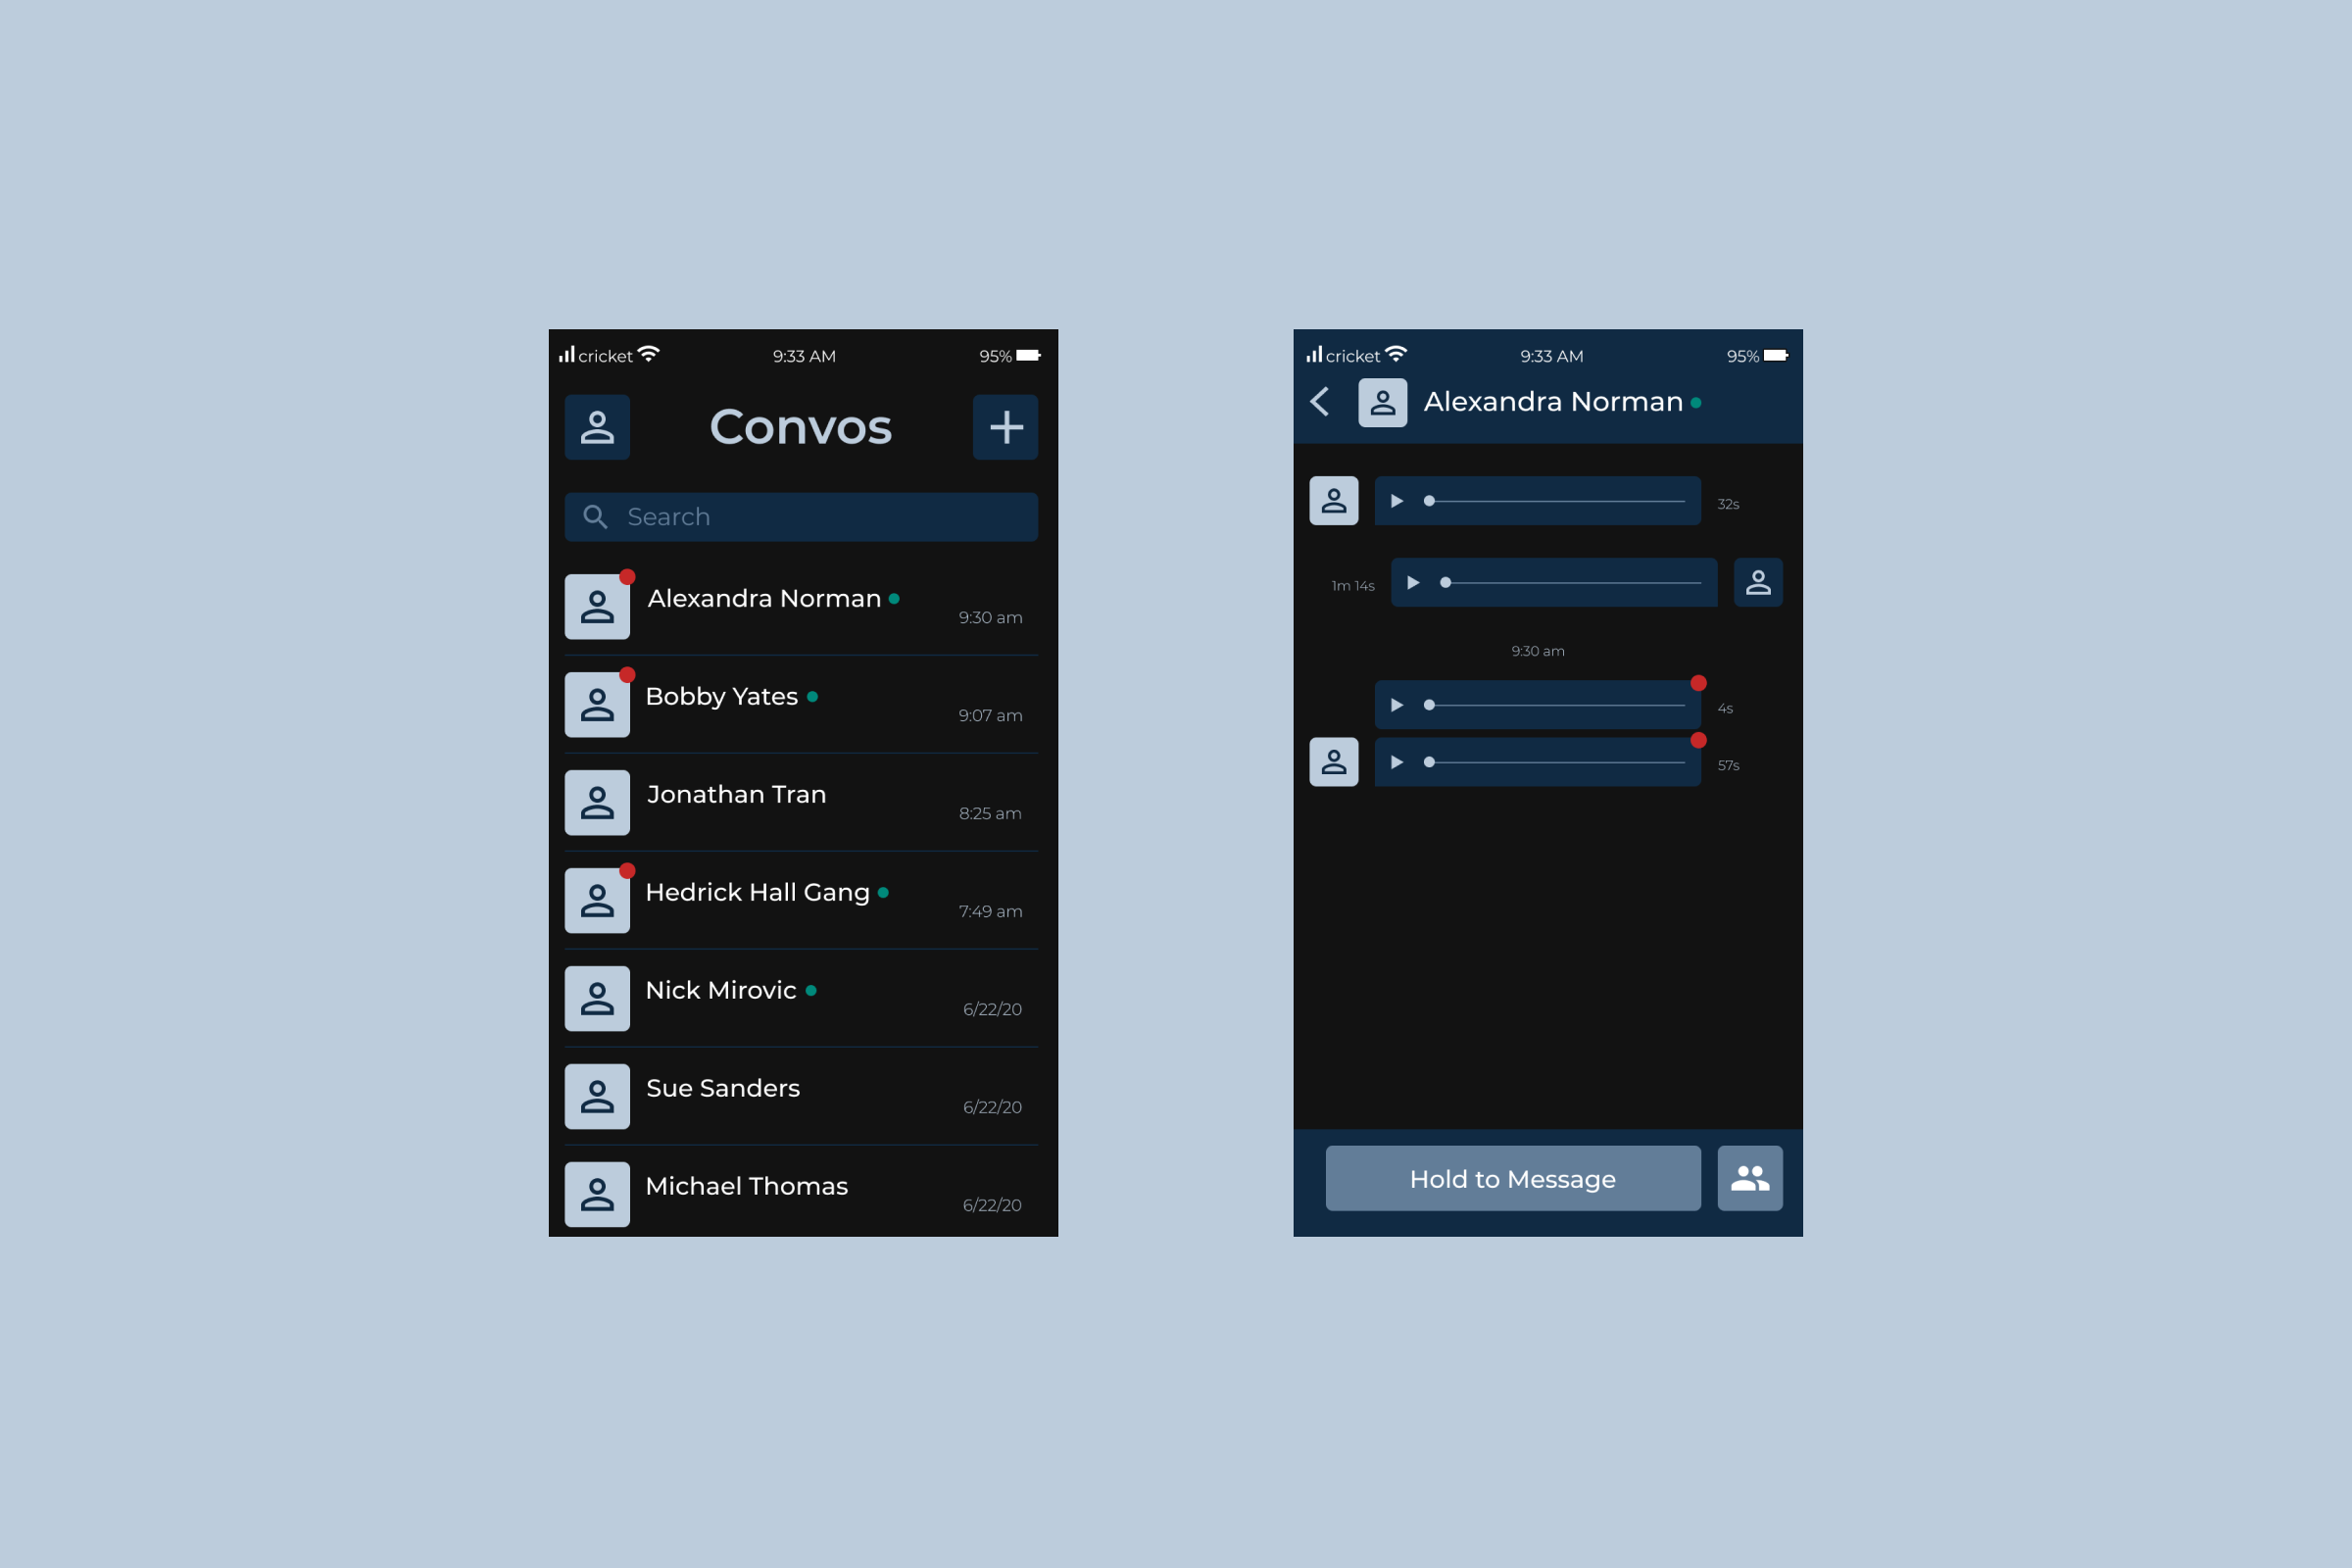 cricket 9:33 AM 95%
Convos
Search
Alexandra Norman
9:30 am
Bobby Yates
9:07 am
Jonathan Tran
8:25 am
Hedrick Hall Gang
7:49 am
Nick Mirovic
6/22/20
Sue Sanders
6/22/20
Michael Thomas
6/22/20
cricket 9:33 AM 95%
Alexandra Norman
32s
1m 14s
9:30 am
4s
57s
Hold to Message